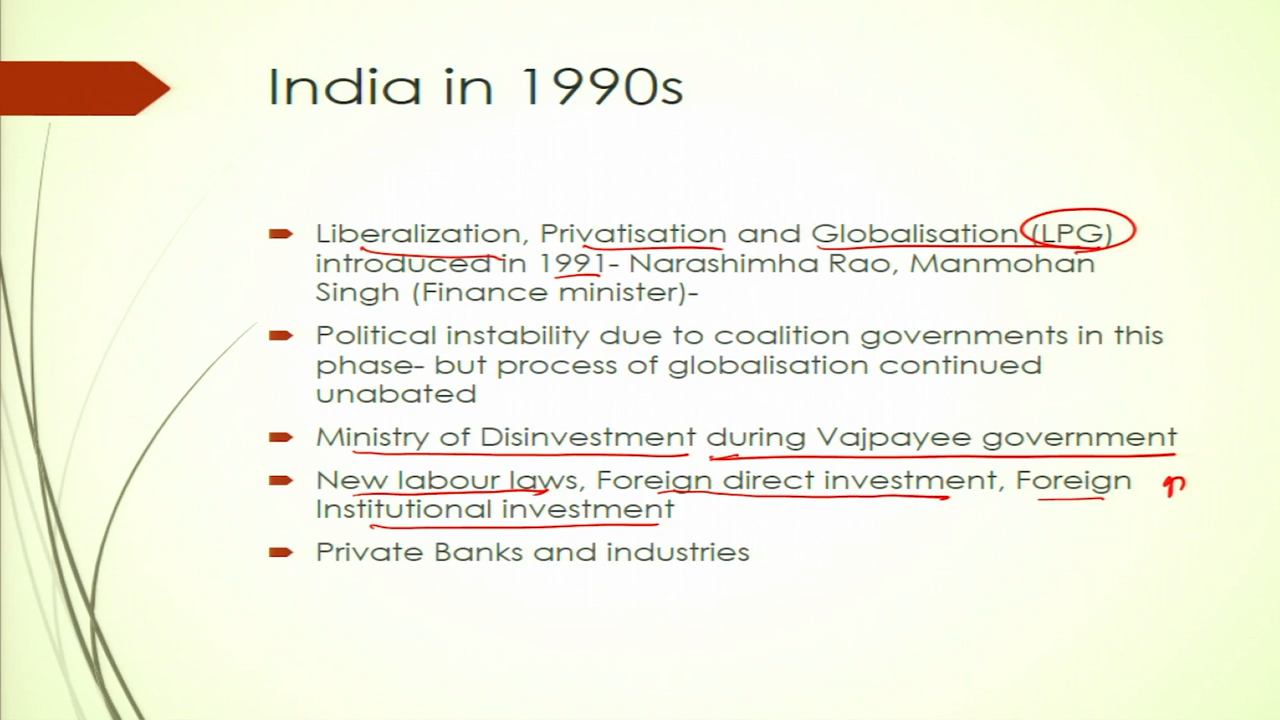 India in 1990s
Liberalization, Privatisation and Globalisation (LPG)
introduced in 1991- Narashimha Rao, Manmohan
Singh (Finance minister)-
Political instability due to coalition governments in this
phase- but process of globalisation continued
unabated
Ministry of Disinvestment during Vajpayee government
New labour laws, Foreign direct investment, Foreign
Institutional investment
Private Banks and industries